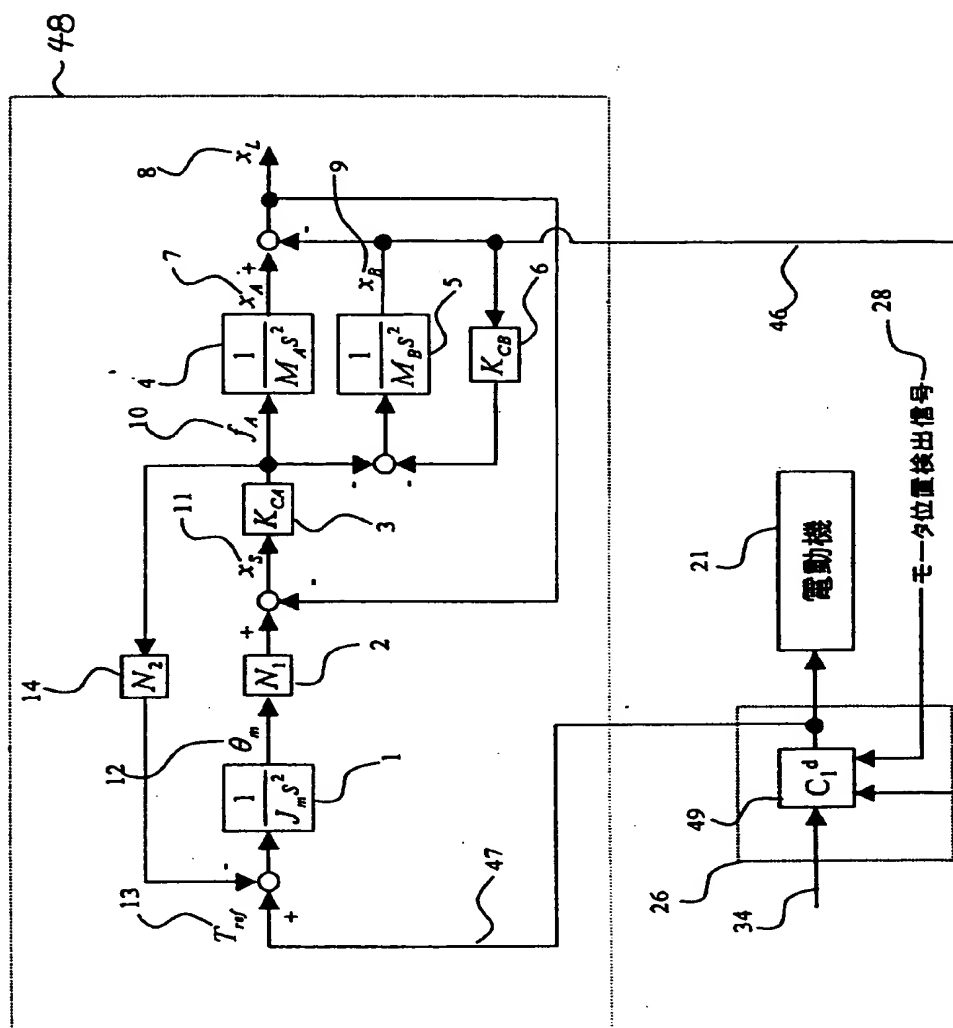 48
8
x_L
9
7
x_A
+
-
4
1
M_A s^2
x_B
5
1
M_B s^2
6
K_CB
46
10
f_A
11
K_CA
3
x_S
-
-
-
+
14
N_2
N_1
2
12
θ_m
1
J_m s^2
1
13
T_ref
-
+
47
28
モータ位置検出信号
21
電動機
49
C_1^d
26
34